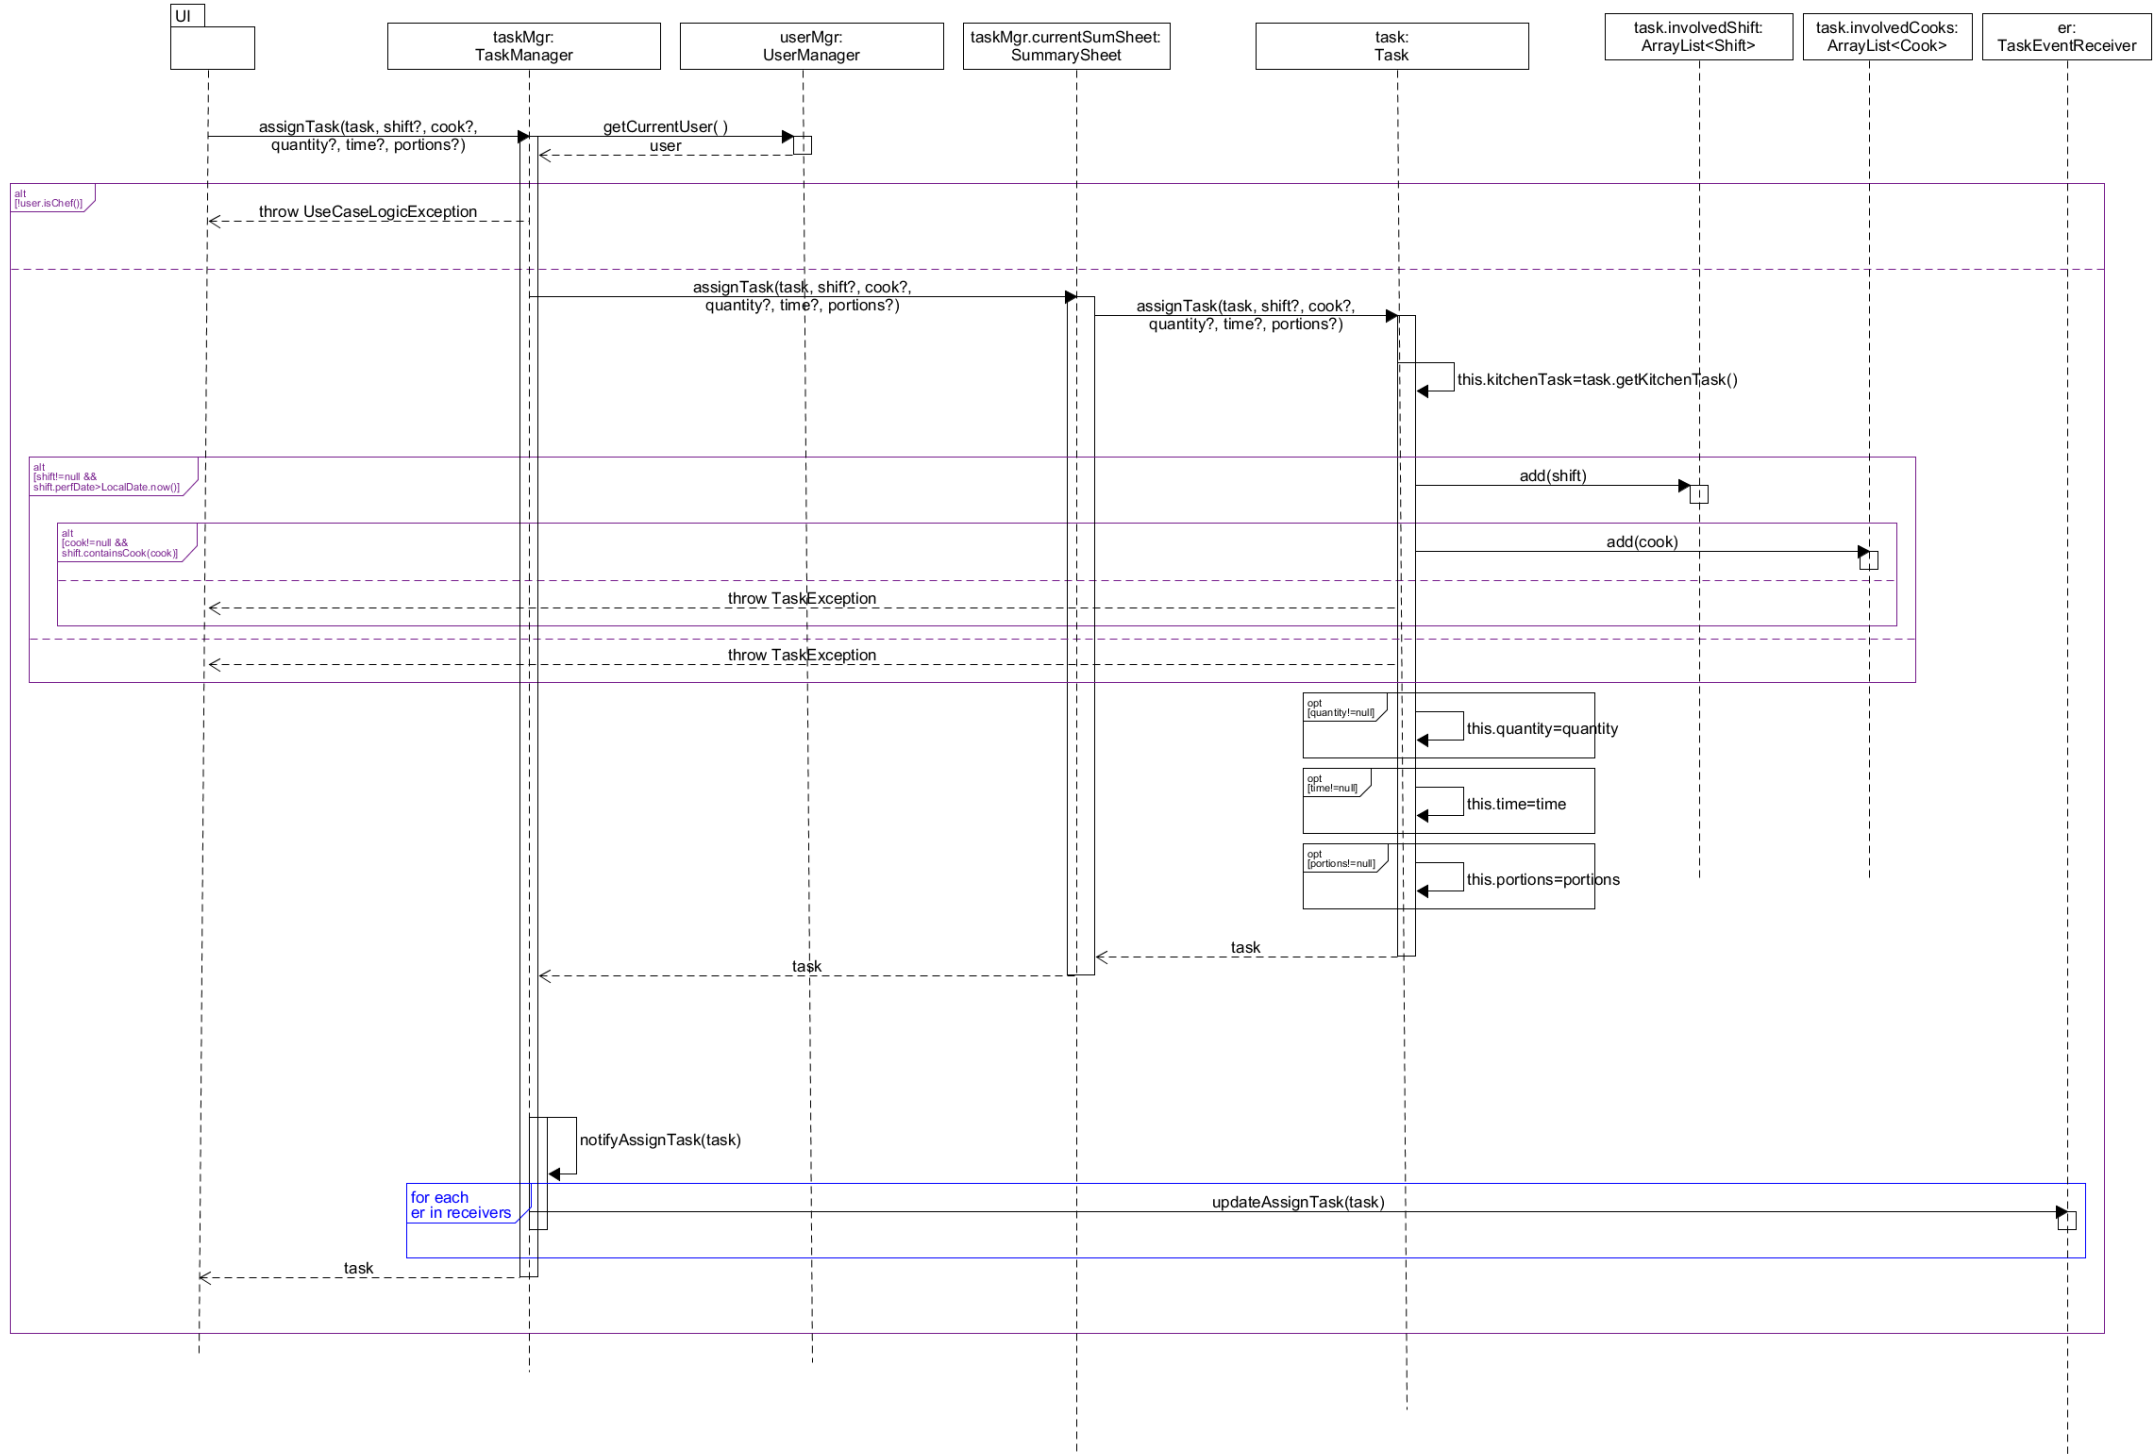 UI
taskMgr:
TaskManager
userMgr:
UserManager
taskMgr.currentSumSheet:
SummarySheet
task:
Task
task.involvedShift:
ArrayList<Shift>
task.involvedCooks:
ArrayList<Cook>
er:
TaskEventReceiver
assignTask(task, shift?, cook?,
quantity?, time?, portions?)
getCurrentUser( )
user
alt
[!user.isChef()]
throw UseCaseLogicException
assignTask(task, shift?, cook?,
quantity?, time?, portions?)
assignTask(task, shift?, cook?,
quantity?, time?, portions?)
this.kitchenTask=task.getKitchenTask()
alt
[shift!=null &&
shift.perfDate>LocalDate.now()]
add(shift)
alt
[cook!=null &&
shift.containsCook(cook)]
add(cook)
throw TaskException
throw TaskException
opt
[quantity!=null]
this.quantity=quantity
opt
[time!=null]
this.time=time
opt
[portions!=null]
this.portions=portions
task
task
notifyAssignTask(task)
for each
er in receivers
updateAssignTask(task)
task